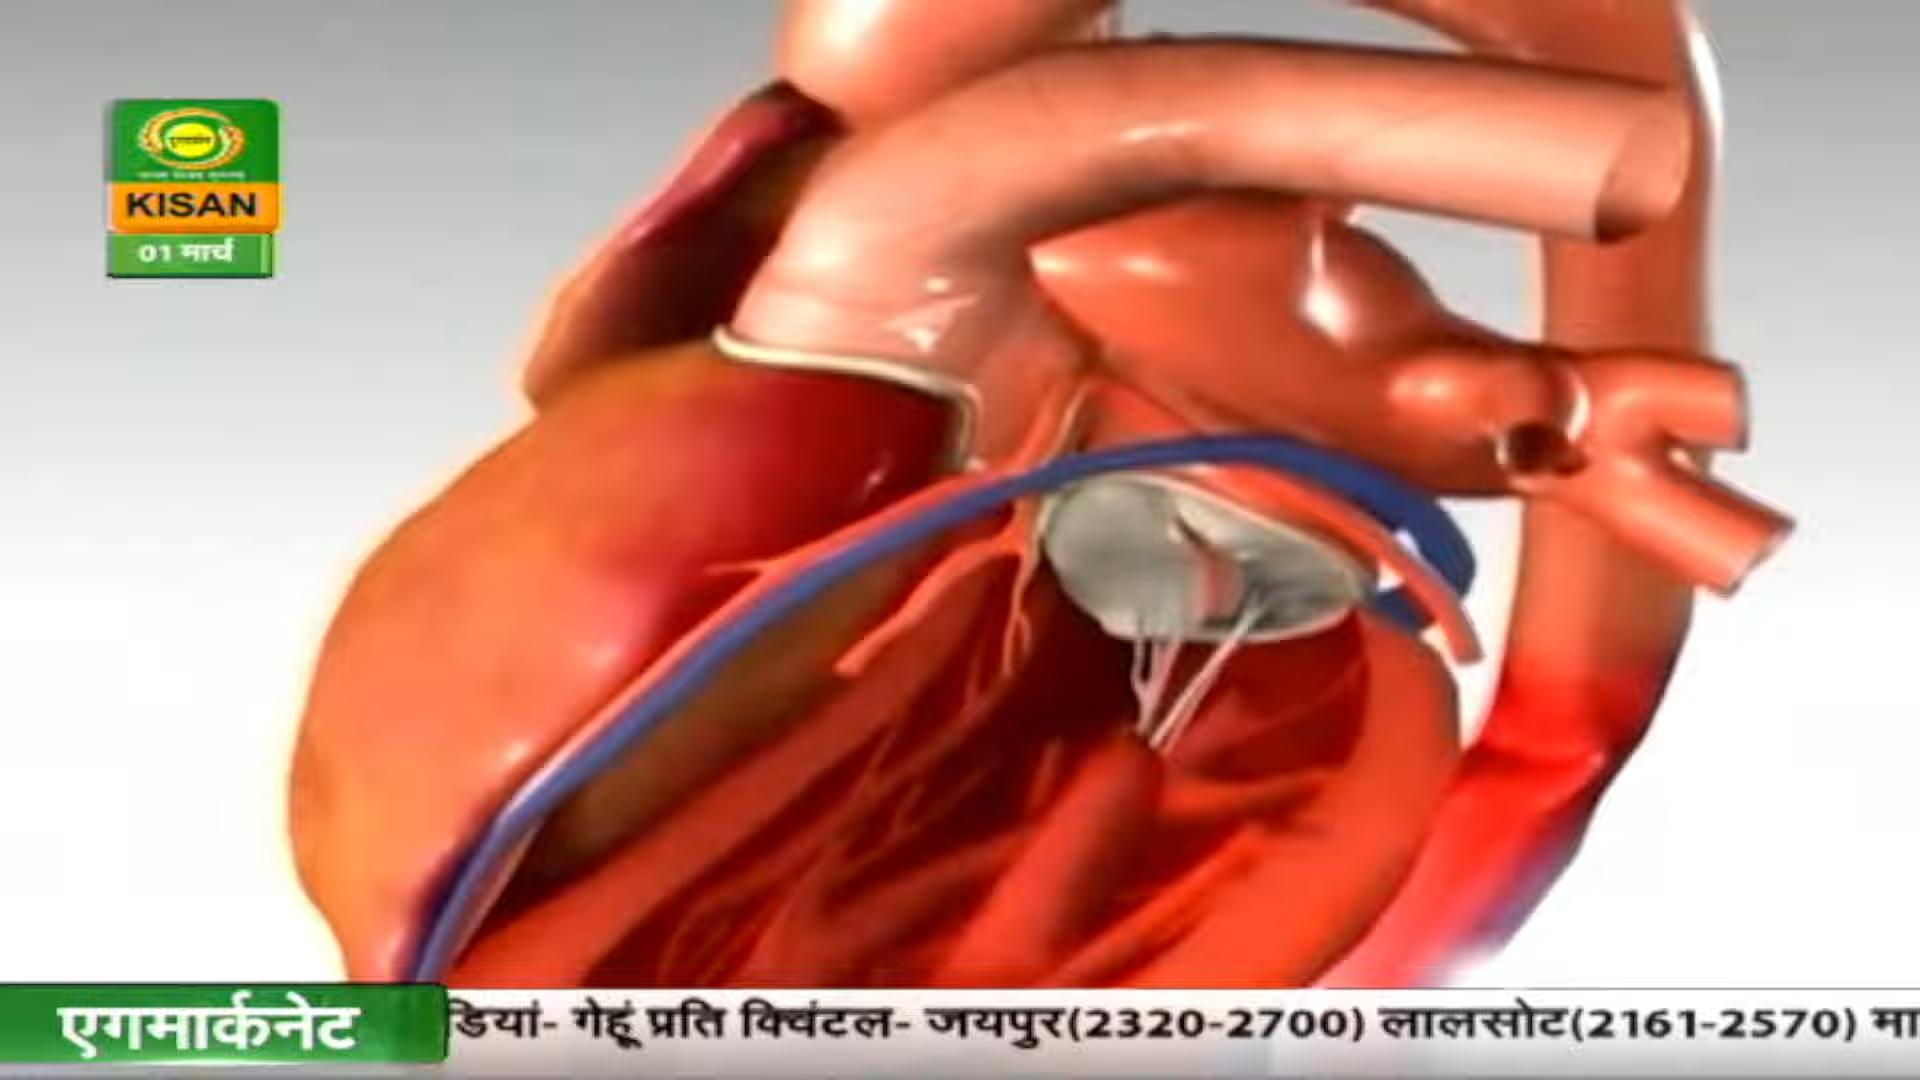 KISAN
01 मार्च
एगमार्कनेट
डियां- गेहूं प्रति क्विंटल- जयपुर(2320-2700) लालसोट(2161-2570) मा